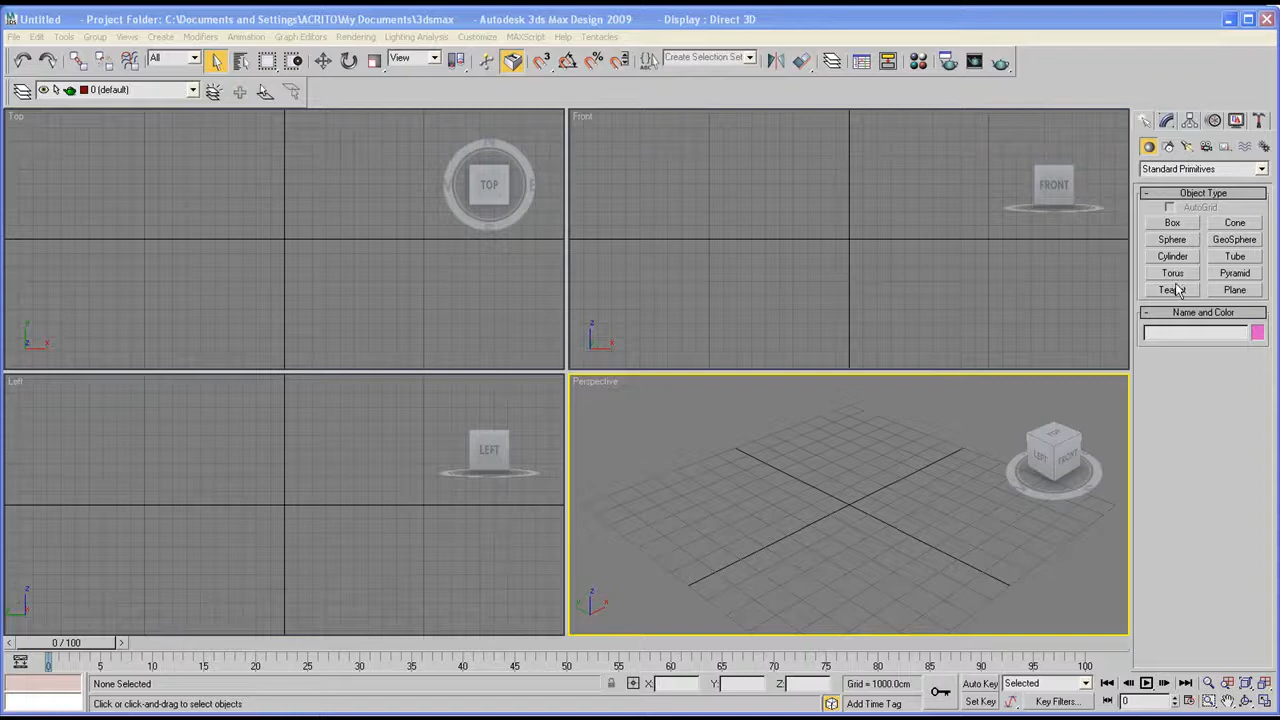 Untitled - Project Folder: C:\Documents and Settings\ACRITO\My Documents\3dsmax - Autodesk 3ds Max Design 2009 - Display : Direct 3D
File Edit Tools Group Views Create Modifiers Animation Graph Editors Rendering Lighting Analysis Customize MAXScript Help Tentacles
All View Create Selection Set
0 (default)
Top Front
TOP FRONT
Standard Primitives
- Object Type
AutoGrid
Box Cone
Sphere GeoSphere
Cylinder Tube
Torus Pyramid
Plane
- Name and Color
z x z x
Left Perspective
LEFT
TOP LEFT FRONT
z z x
< 0 / 100 >
0 5 10 15 20 25 30 35 40 45 50 55 60 65 70 75 80 85 90 95 100
None Selected X: Y: Z: Grid = 1000.0cm Auto Key Selected
Click or click-and-drag to select objects Add Time Tag Set Key Key Filters... 0